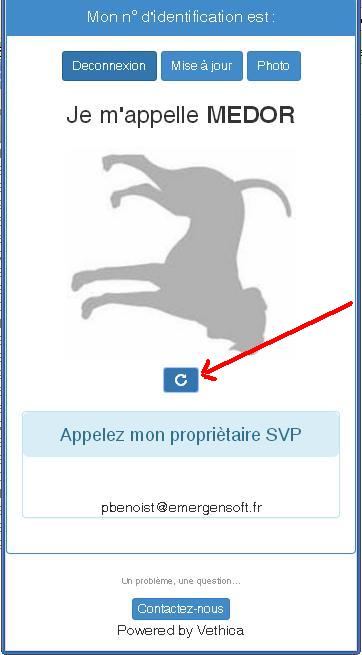 Mon n° d'identification est :
Deconnexion Mise à jour Photo
Je m'appelle MEDOR
Appelez mon propriètaire SVP
pbenoist@emergensoft.fr
Un problème, une question...
Contactez-nous
Powered by Vethica